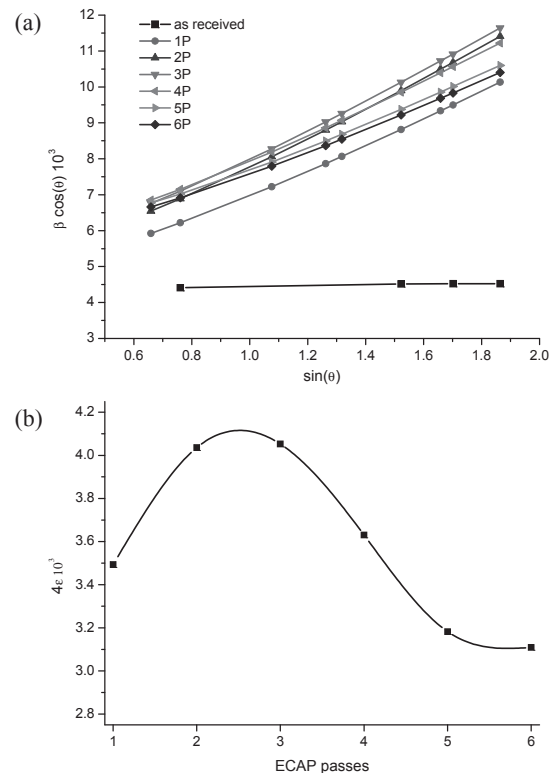 (a)
12
11
10
9
8
7
6
5
4
3
β cos(θ) 10³
as received
1P
2P
3P
4P
5P
6P
0.6 0.8 1.0 1.2 1.4 1.6 1.8 2.0
sin(θ)
(b)
4.2
4.0
3.8
3.6
3.4
3.2
3.0
2.8
4ε 10³
1 2 3 4 5 6
ECAP passes